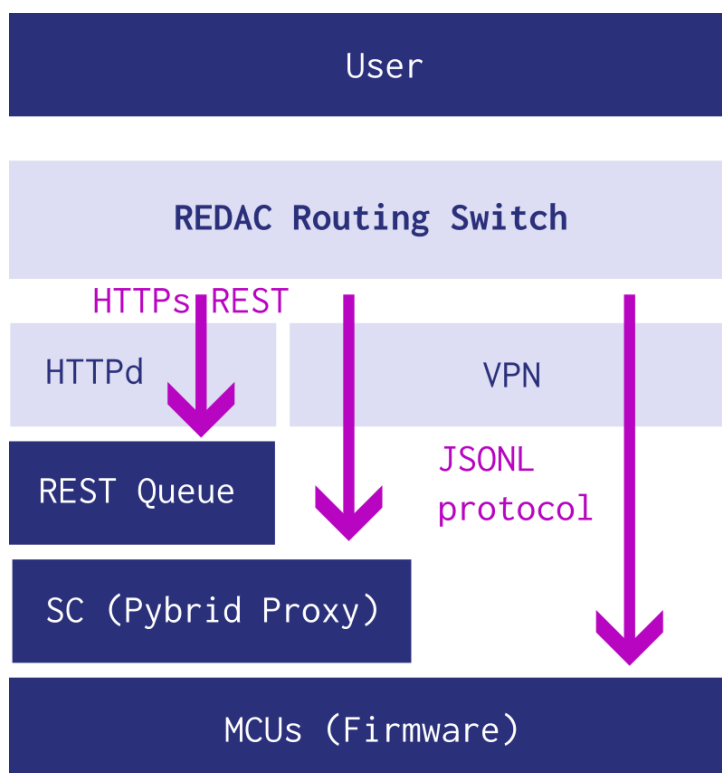 User
REDAC Routing Switch
HTTPs REST
HTTPd
VPN
JSONL
protocol
REST Queue
SC (Pybrid Proxy)
MCUs (Firmware)